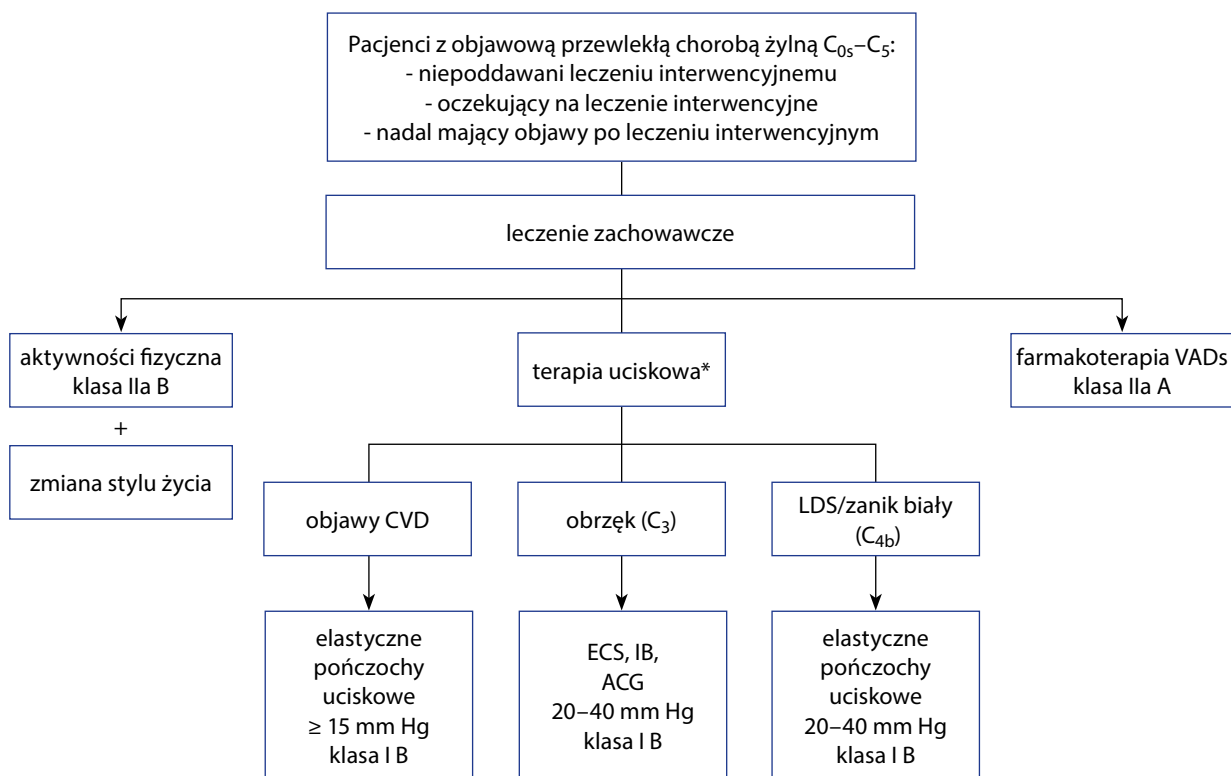 Pacjenci z objawową przewlekłą chorobą żylną C0s–C5:
- niepoddawani leczeniu interwencyjnemu
- oczekujący na leczenie interwencyjne
- nadal mający objawy po leczeniu interwencyjnym
leczenie zachowawcze
aktywności fizyczna
klasa IIa B
+
zmiana stylu życia
terapia uciskowa*
farmakoterapia VADs
klasa IIa A
objawy CVD
obrzęk (C3)
LDS/zanik biały
(C4b)
elastyczne
pończochy
uciskowe
≥ 15 mm Hg
klasa I B
ECS, IB,
ACG
20–40 mm Hg
klasa I B
elastyczne
pończochy
uciskowe
20–40 mm Hg
klasa I B